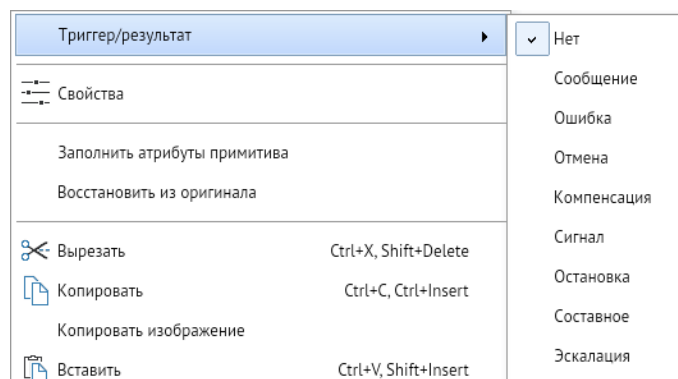 Триггер/результат
Свойства
Заполнить атрибуты примитива
Восстановить из оригинала
Вырезать Ctrl+X, Shift+Delete
Копировать Ctrl+C, Ctrl+Insert
Копировать изображение
Вставить Ctrl+V, Shift+Insert
Нет
Сообщение
Ошибка
Отмена
Компенсация
Сигнал
Остановка
Составное
Эскалация